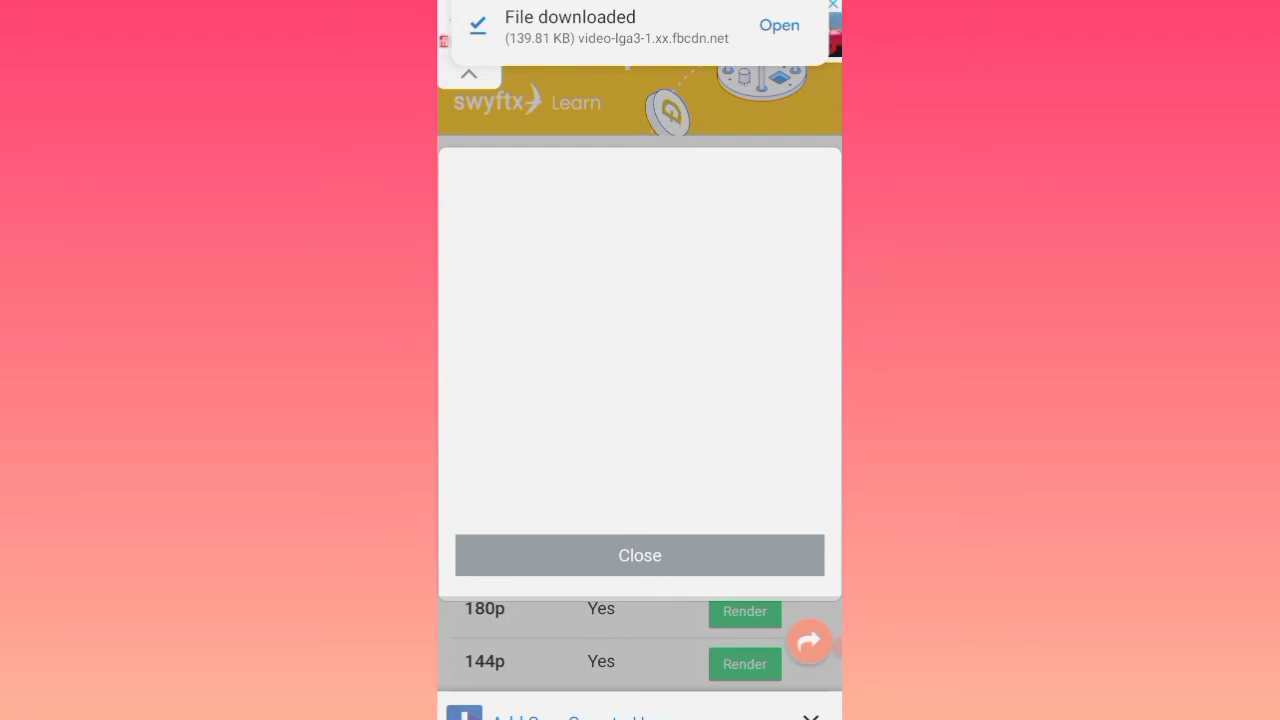 File downloaded
Open
(139.81 KB) video-lga3-1.xx.fbcdn.net
swyftx Learn
Close
180p Yes Render
144p Yes Render